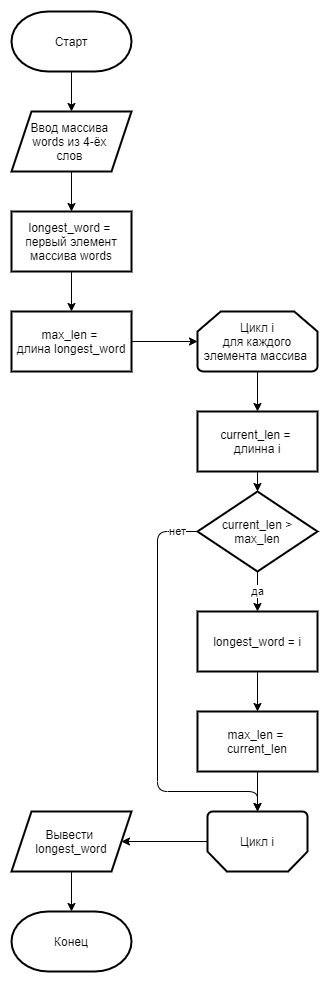 Старт
Ввод массива
words из 4-ёх
слов
longest_word =
первый элемент
массива words
max_len =
длина longest_word
Цикл i
для каждого
элемента массива
current_len =
длинна i
current_len >
max_len
нет
да
longest_word = i
max_len =
current_len
Цикл i
Вывести
longest_word
Конец